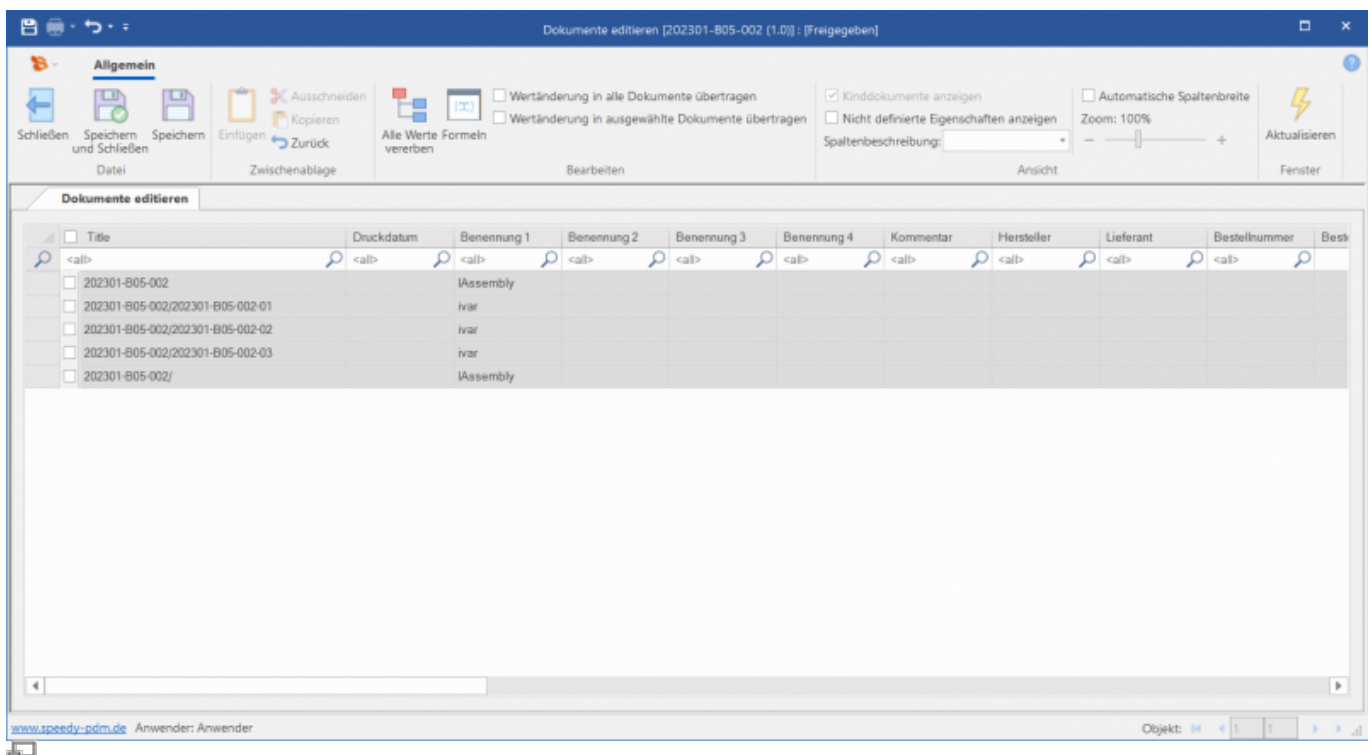 Dokumente editieren [202301-B05-002 (1.0)] : [Freigegeben]
Allgemein
Schließen
Speichern und Schließen
Speichern
Datei
Einfügen
Ausschneiden
Kopieren
Zurück
Zwischenablage
Alle Werte vererben
Formeln
Wertänderung in alle Dokumente übertragen
Wertänderung in ausgewählte Dokumente übertragen
Bearbeiten
Kinddokumente anzeigen
Nicht definierte Eigenschaften anzeigen
Spaltenbeschreibung:
Automatische Spaltenbreite
Zoom: 100%
Ansicht
Aktualisieren
Fenster
Dokumente editieren
Title Druckdatum Benennung 1 Benennung 2 Benennung 3 Benennung 4 Kommentar Hersteller Lieferant Bestellnummer Best
<all> <all> <all> <all> <all> <all> <all> <all> <all> <all>
202301-B05-002 IAssembly
202301-B05-002/202301-B05-002-01 ivar
202301-B05-002/202301-B05-002-02 ivar
202301-B05-002/202301-B05-002-03 ivar
202301-B05-002/ IAssembly
www.speedy-pdm.de Anwender: Anwender
Objekt: 1 1